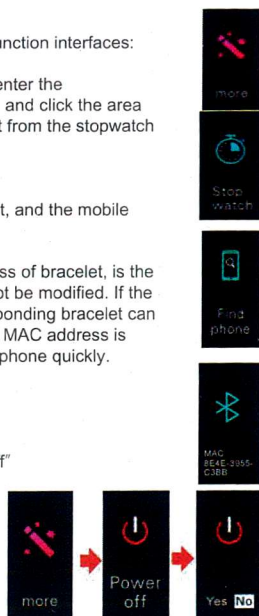 unction interfaces:
enter the
and click the area
t from the stopwatch
t, and the mobile
ss of bracelet, is the
ot be modified. If the
ponding bracelet can
MAC address is
phone quickly.
f"
more
Stop
watch
Find
phone
MAC
8E4E-3955-
C3BB
more
Power
off
Yes No